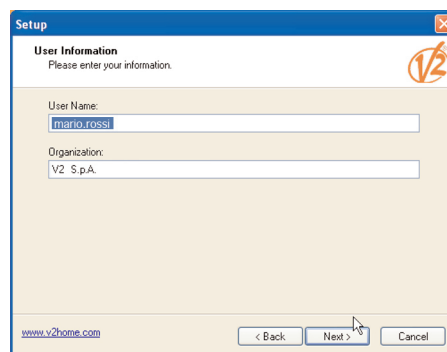 Setup
User Information
Please enter your information.
V2
User Name:
mario.rossi
Organization:
V2 S.p.A.
www.v2home.com
< Back
Next >
Cancel